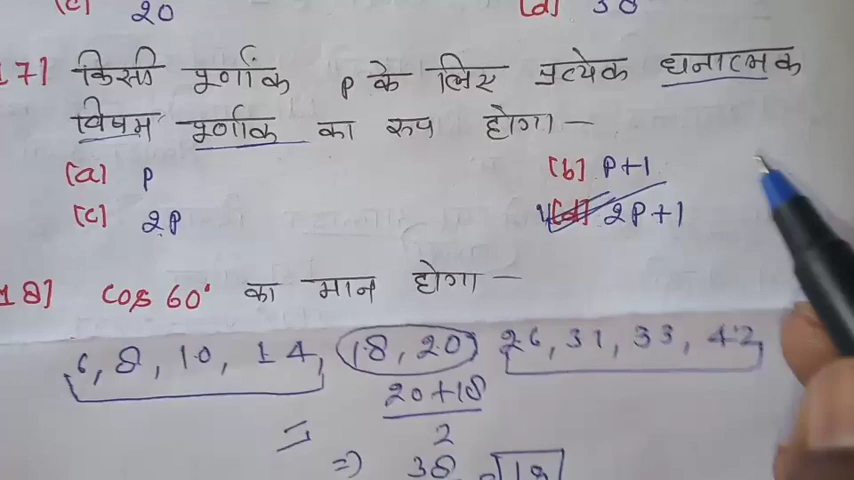 (c) 20 (d) 38
17] किसी पूर्णांक p के लिए प्रत्येक धनात्मक
विषम पूर्णांक का रुप होगा–
(a) p (b) p+1
(c) 2p 2p+1
18] cos 60° का मान होगा–
6, 8, 10, 14, 18, 20, 26, 31, 33, 42
20+18
= 2
⇒ 38